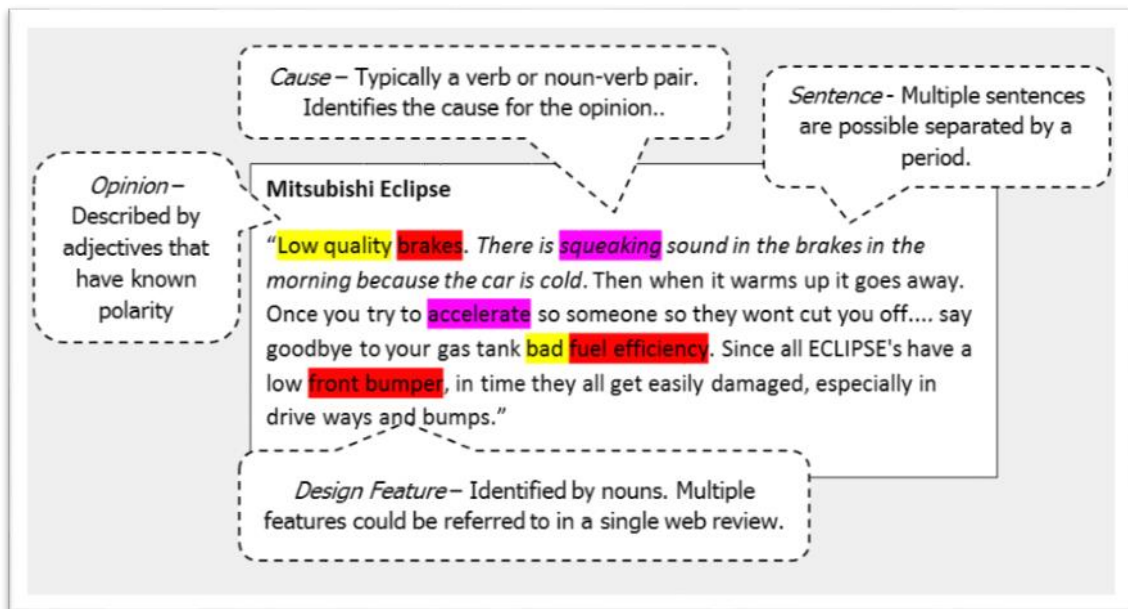 Cause – Typically a verb or noun-verb pair.
Identifies the cause for the opinion..
Sentence - Multiple sentences
are possible separated by a
period.
Opinion –
Described by
adjectives that
have known
polarity
Mitsubishi Eclipse
“Low quality brakes. There is squeaking sound in the brakes in the
morning because the car is cold. Then when it warms up it goes away.
Once you try to accelerate so someone so they wont cut you off.... say
goodbye to your gas tank bad fuel efficiency. Since all ECLIPSE's have a
low front bumper, in time they all get easily damaged, especially in
drive ways and bumps.”
Design Feature – Identified by nouns. Multiple
features could be referred to in a single web review.